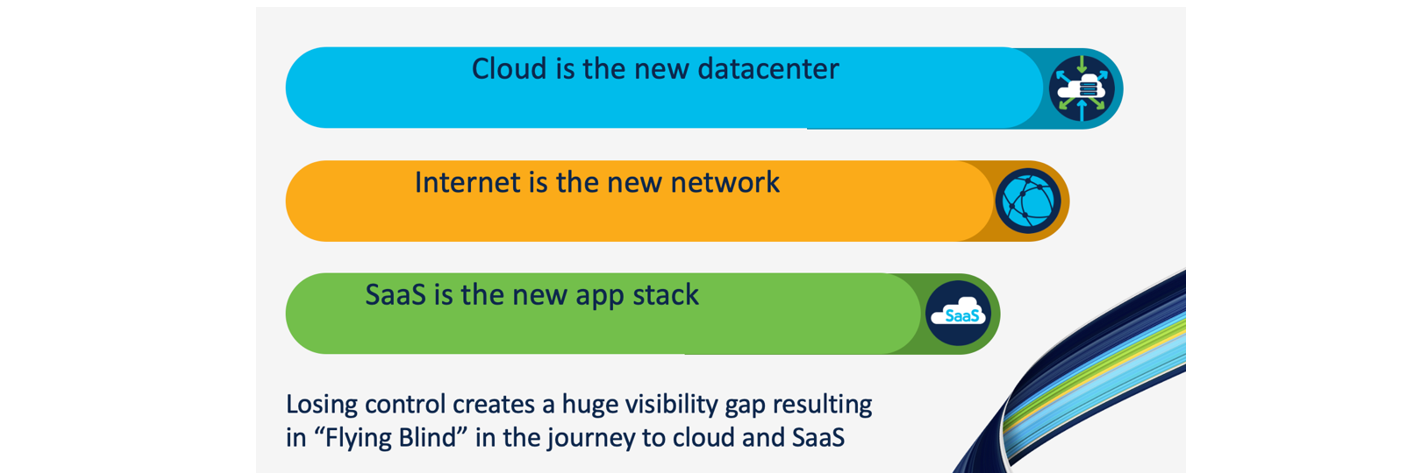 Cloud is the new datacenter
Internet is the new network
SaaS is the new app stack
SaaS
Losing control creates a huge visibility gap resulting
in “Flying Blind” in the journey to cloud and SaaS